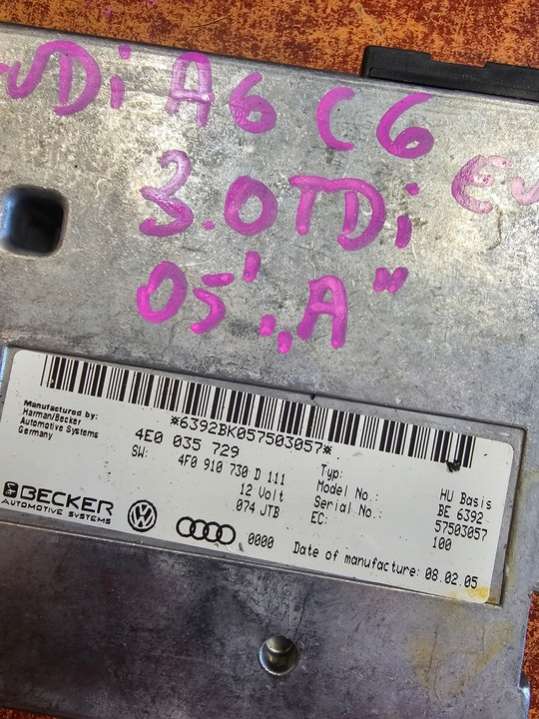 A6 C6
3.0TDi
05' „A"
*6392BK057503057*
Manufactured by:
Harman/Becker
Automotive Systems
Germany
4E0 035 729
SW: 4F0 910 730 D 111
12 Volt
074 JTB
Typ: HU Basis
Model No.: BE 6392
Serial No.: 57503057
EC: 100
BECKER
AUTOMOTIVE SYSTEMS
0000
Date of manufacture: 08.02.05